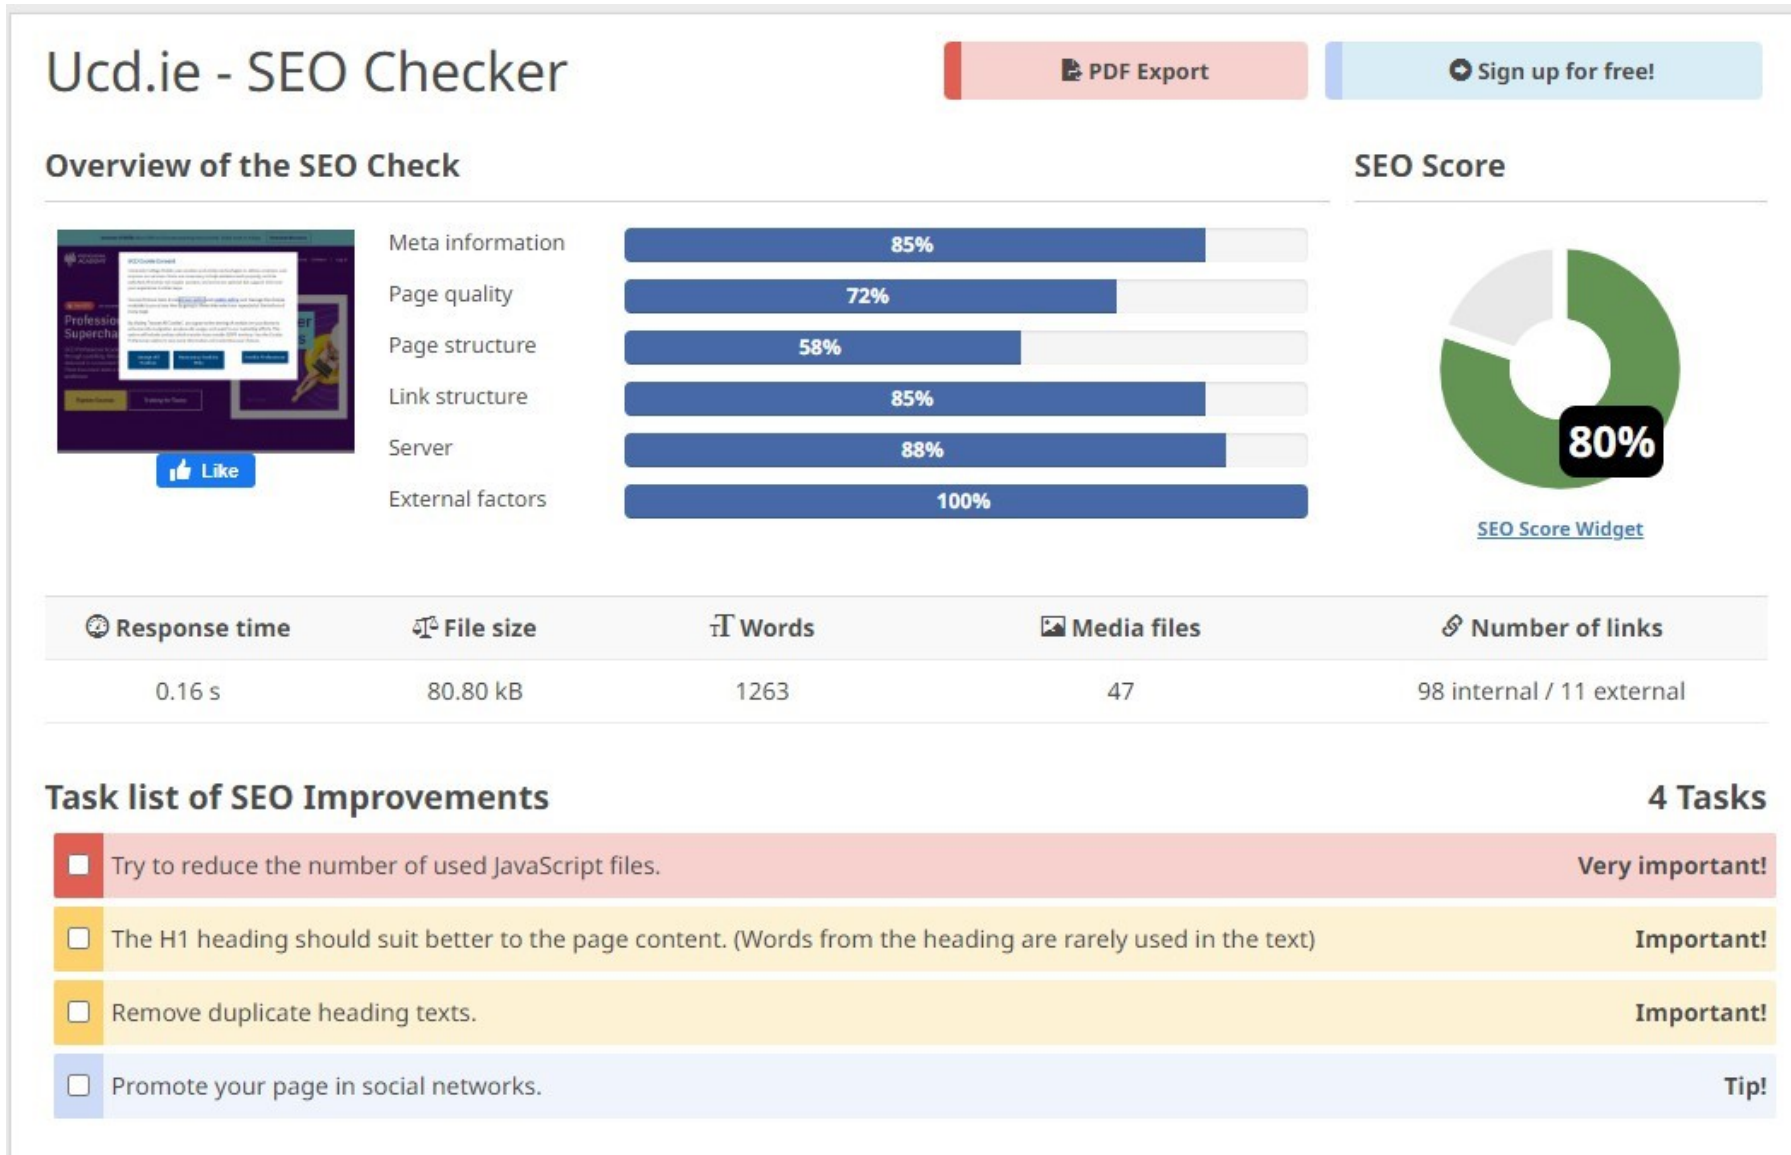 Ucd.ie - SEO Checker
PDF Export
Sign up for free!
Overview of the SEO Check
SEO Score
Meta information 85%
Page quality 72%
Page structure 58%
Link structure 85%
Server 88%
External factors 100%
Like
80%
SEO Score Widget
Response time File size Words Media files Number of links
0.16 s 80.80 kB 1263 47 98 internal / 11 external
Task list of SEO Improvements 4 Tasks
Try to reduce the number of used JavaScript files. Very important!
The H1 heading should suit better to the page content. (Words from the heading are rarely used in the text) Important!
Remove duplicate heading texts. Important!
Promote your page in social networks. Tip!